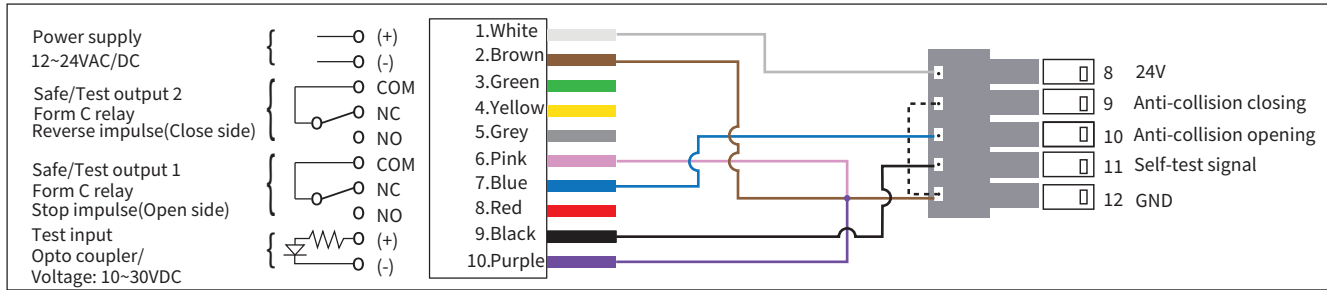 Power supply
12~24VAC/DC
(+)
(-)
Safe/Test output 2
Form C relay
Reverse impulse(Close side)
COM
NC
NO
Safe/Test output 1
Form C relay
Stop impulse(Open side)
COM
NC
NO
Test input
Opto coupler/
Voltage: 10~30VDC
(+)
(-)
1.White
2.Brown
3.Green
4.Yellow
5.Grey
6.Pink
7.Blue
8.Red
9.Black
10.Purple
8 24V
9 Anti-collision closing
10 Anti-collision opening
11 Self-test signal
12 GND